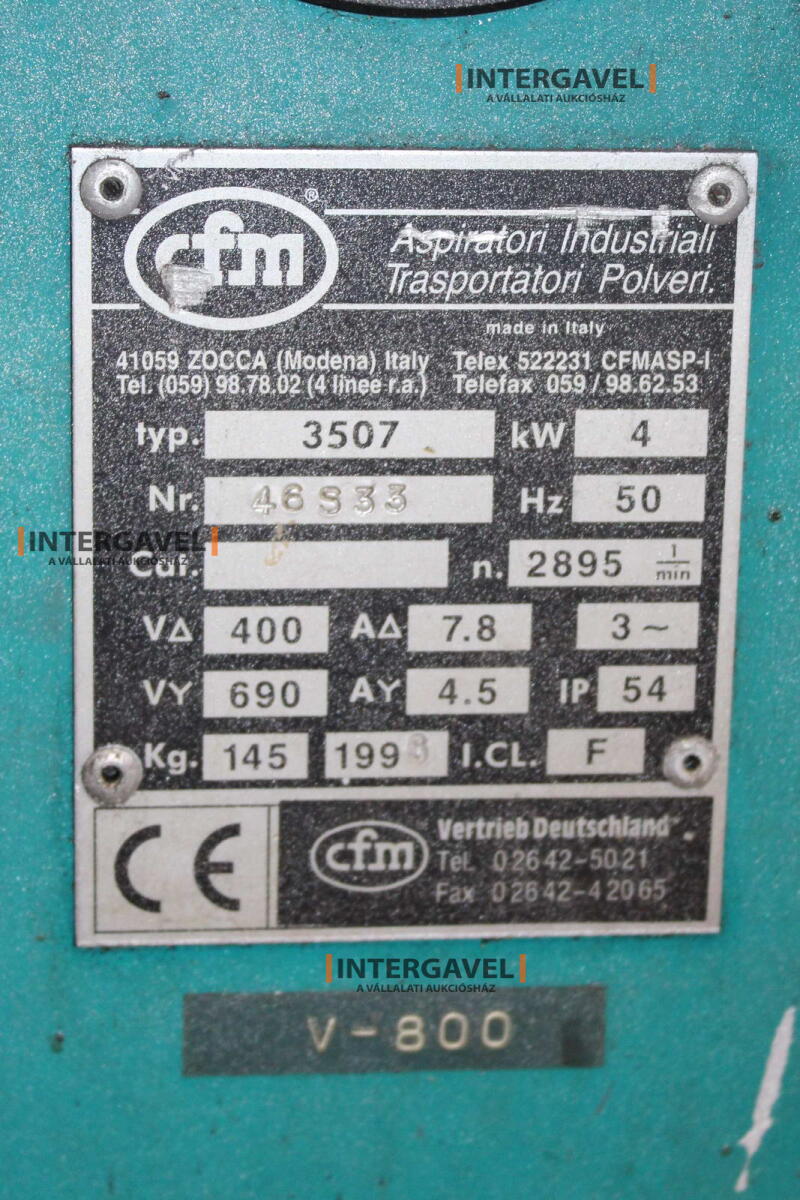 INTERGAVEL
A VÁLLALATI AUKCIÓSHÁZ
cfm ®
Aspiratori Industriali
Trasportatori Polveri.
made in Italy
41059 ZOCCA (Modena) Italy Telex 522231 CFMASP-I
Tel. (059) 98.78.02 (4 linee r.a.) Telefax 059/98.62.53
typ. 3507 kW 4
Nr. 46833 Hz 50
INTERGAVEL
A VÁLLALATI AUKCIÓSHÁZ
n. 2895 1/min
V∆ 400 A∆ 7.8 3~
VY 690 AY 4.5 IP 54
Kg. 145 1993 I.CL. F
CE
cfm
Vertrieb Deutschland
Tel. 02642-5021
Fax 02642-42065
INTERGAVEL
A VÁLLALATI AUKCIÓSHÁZ
V-800